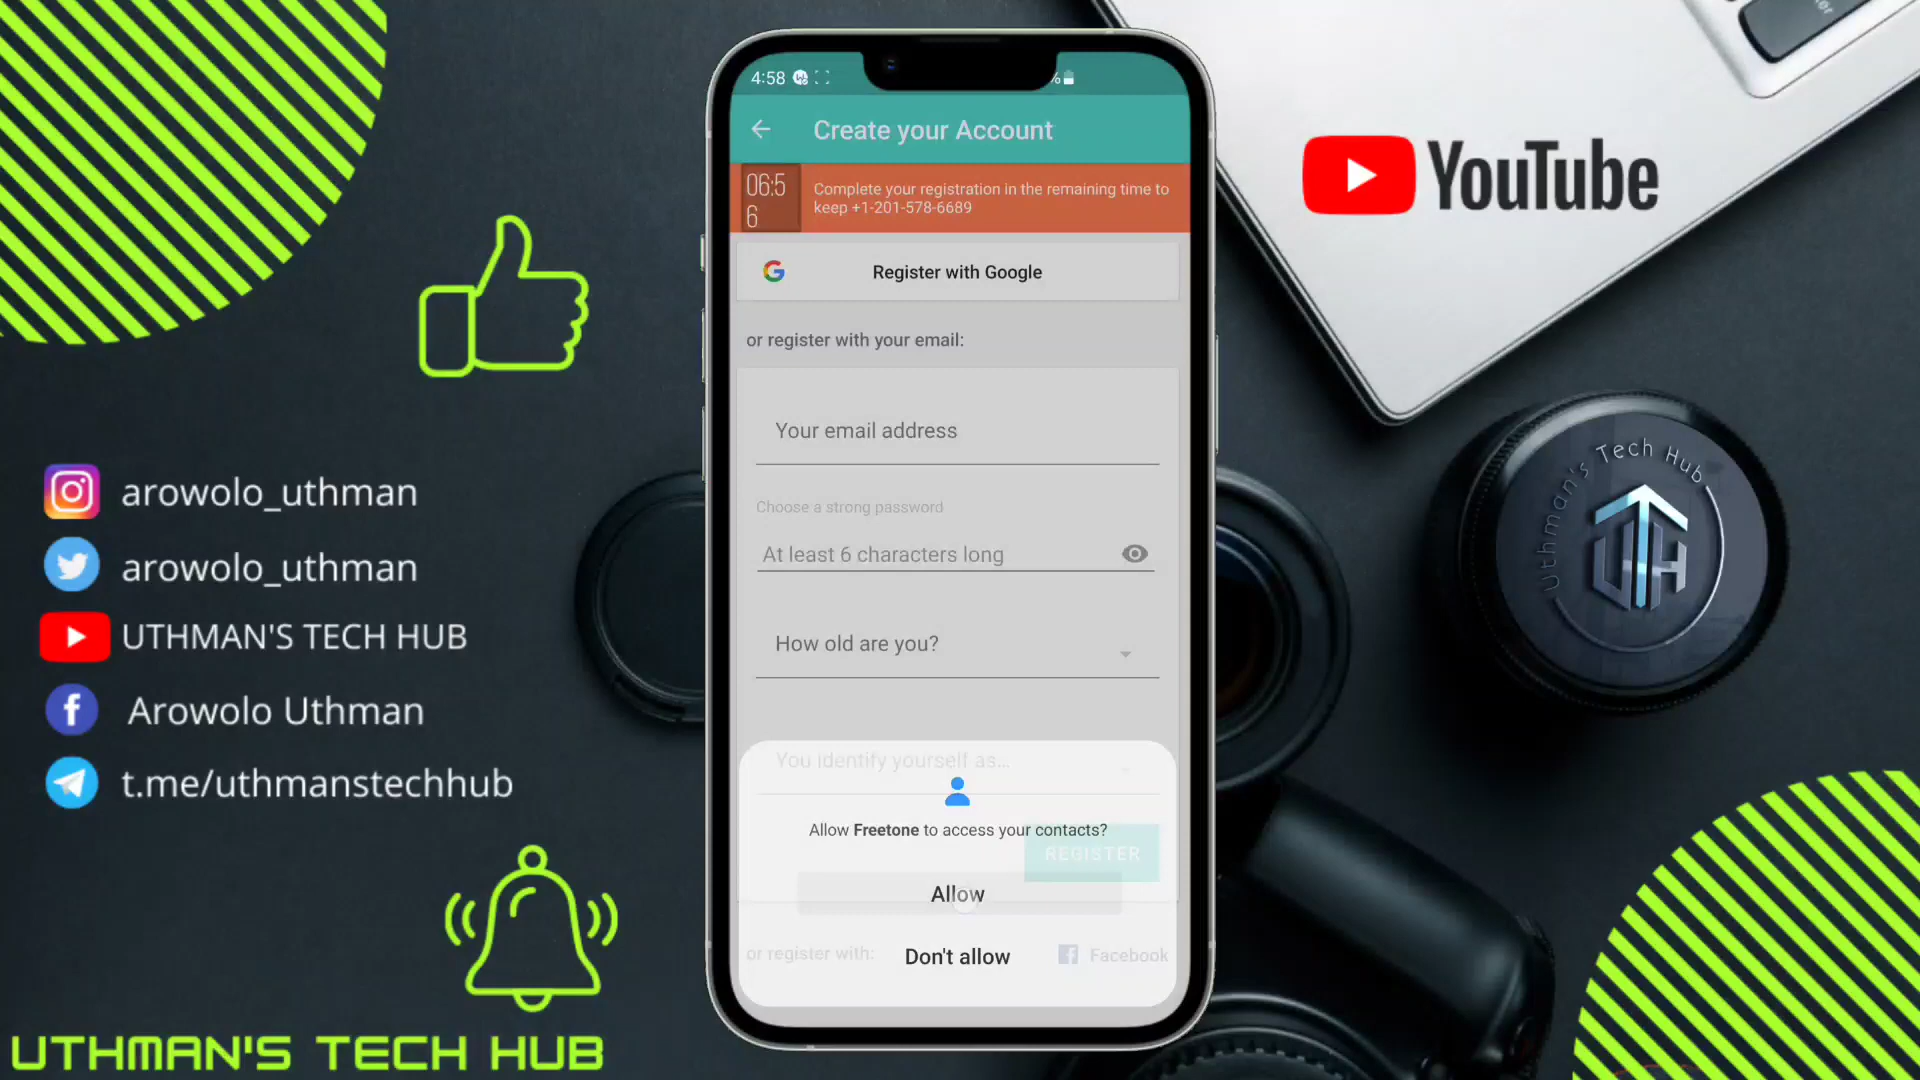 4:58
%
Create your Account
06:5
6
Complete your registration in the remaining time to
keep +1-201-578-6689
Register with Google
or register with your email:
Your email address
Choose a strong password
At least 6 characters long
How old are you?
You identify yourself as...
Allow Freetone to access your contacts?
REGISTER
Allow
or register with:
Don't allow
Facebook
arowolo_uthman
arowolo_uthman
UTHMAN'S TECH HUB
Arowolo Uthman
t.me/uthmanstechhub
UTHMAN'S TECH HUB
YouTube
Uthman's Tech Hub
UTH